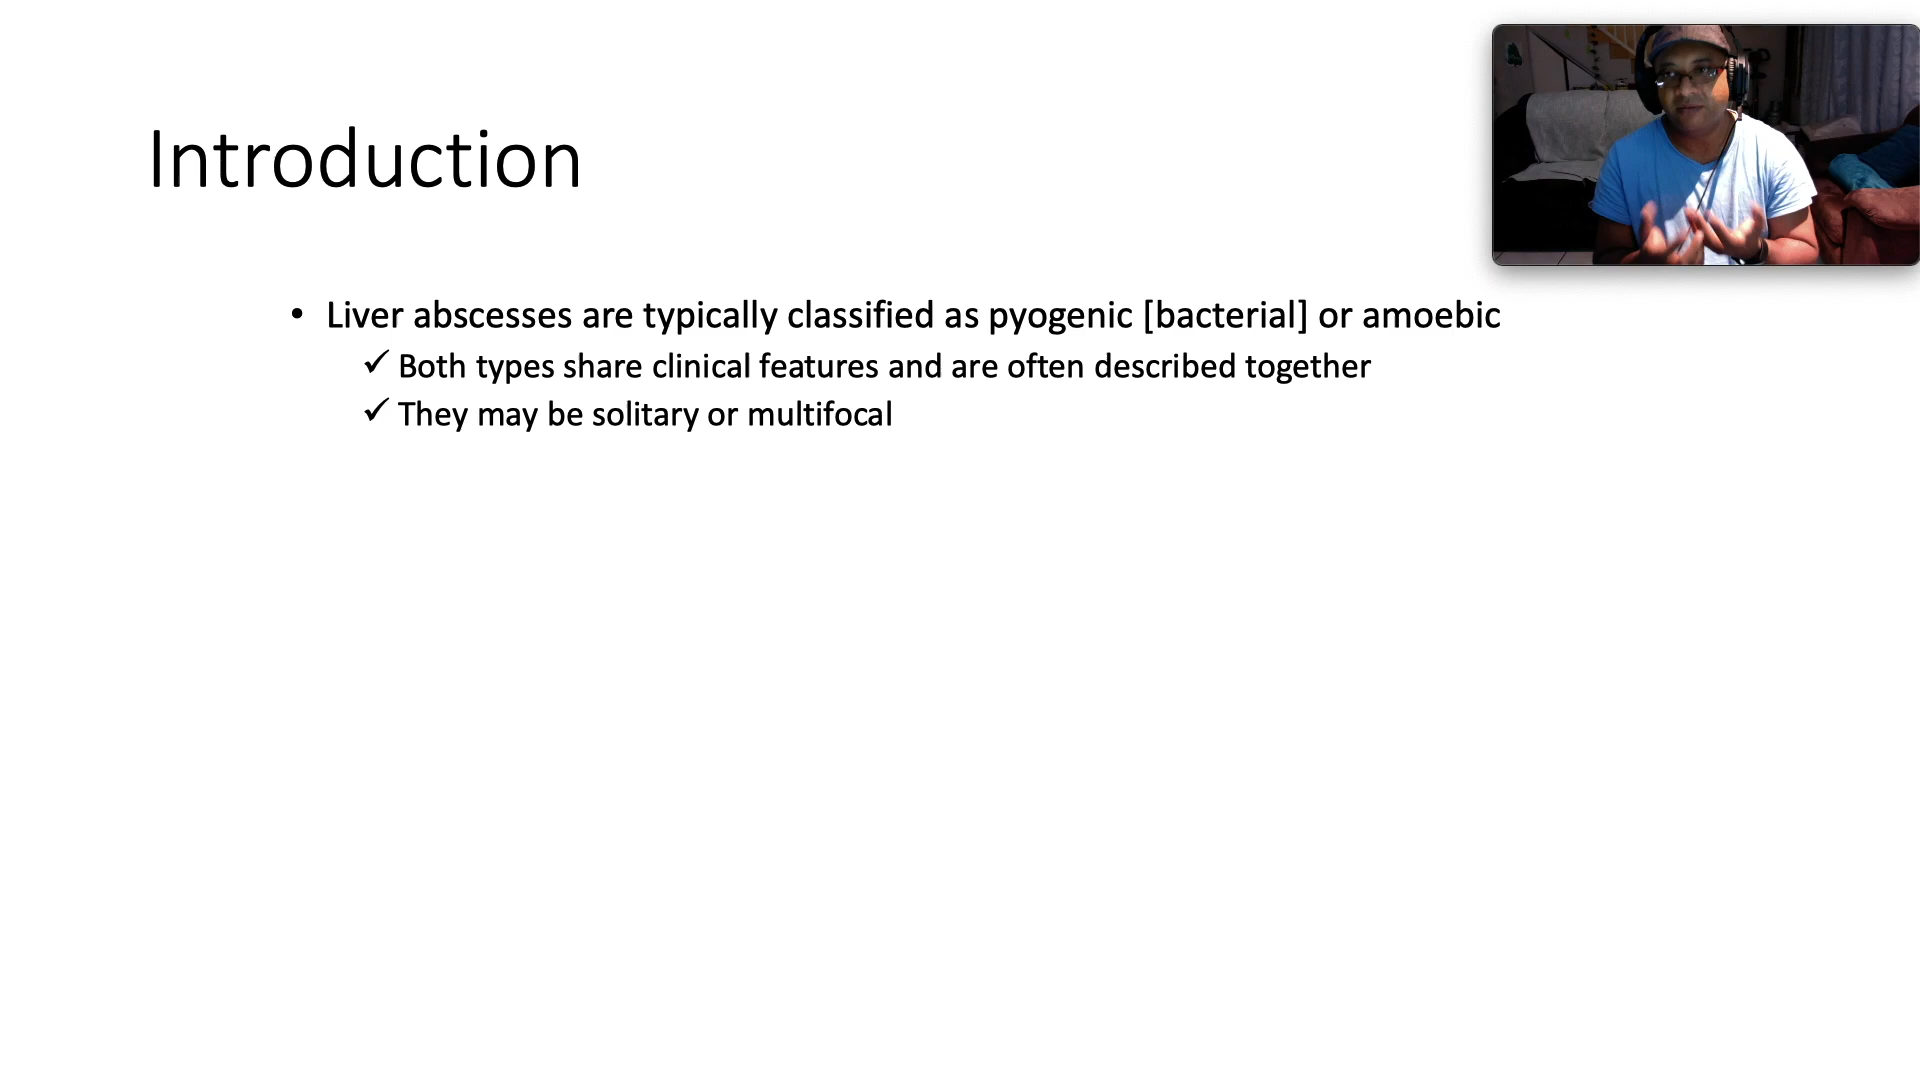 Introduction
• Liver abscesses are typically classified as pyogenic [bacterial] or amoebic
✓ Both types share clinical features and are often described together
✓ They may be solitary or multifocal